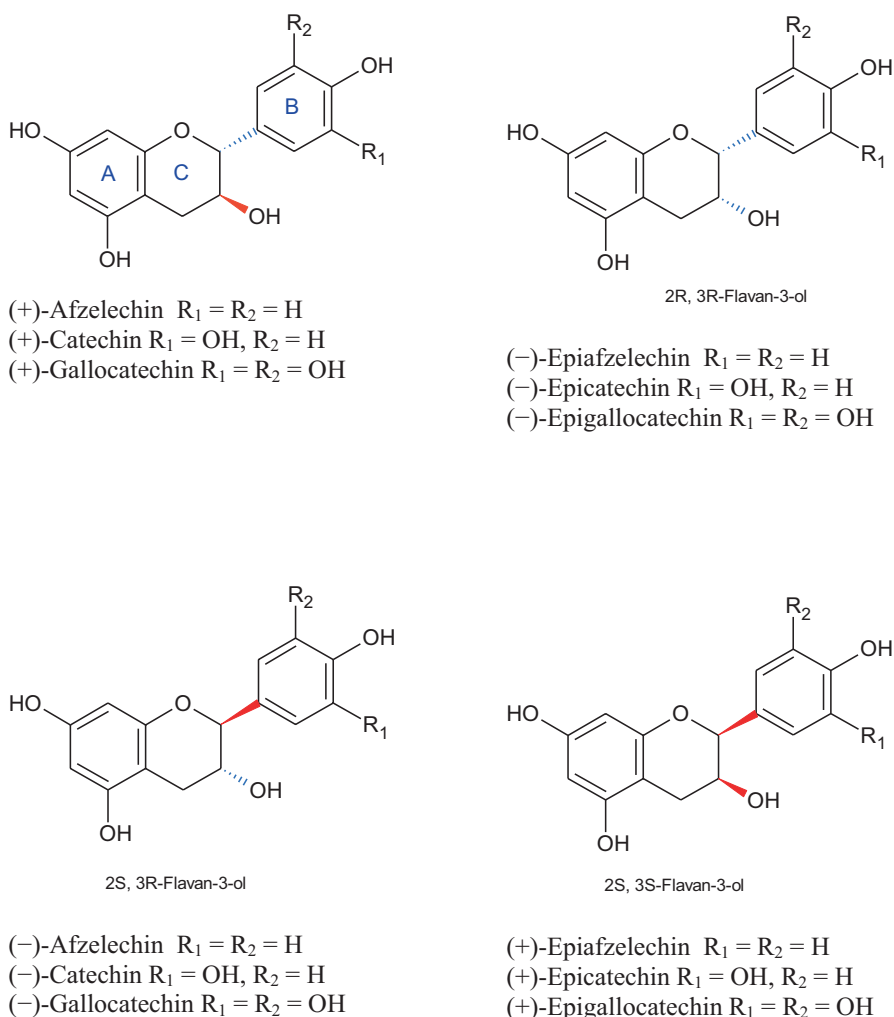 R₂
OH
B
HO
O
A
C
R₁
OH
OH
(+)-Afzelechin R₁ = R₂ = H
(+)-Catechin R₁ = OH, R₂ = H
(+)-Gallocatechin R₁ = R₂ = OH
R₂
OH
HO
O
R₁
OH
OH
2R, 3R-Flavan-3-ol
(−)-Epiafzelechin R₁ = R₂ = H
(−)-Epicatechin R₁ = OH, R₂ = H
(−)-Epigallocatechin R₁ = R₂ = OH
R₂
OH
HO
O
R₁
OH
OH
2S, 3R-Flavan-3-ol
(−)-Afzelechin R₁ = R₂ = H
(−)-Catechin R₁ = OH, R₂ = H
(−)-Gallocatechin R₁ = R₂ = OH
R₂
OH
HO
O
R₁
OH
OH
2S, 3S-Flavan-3-ol
(+)-Epiafzelechin R₁ = R₂ = H
(+)-Epicatechin R₁ = OH, R₂ = H
(+)-Epigallocatechin R₁ = R₂ = OH